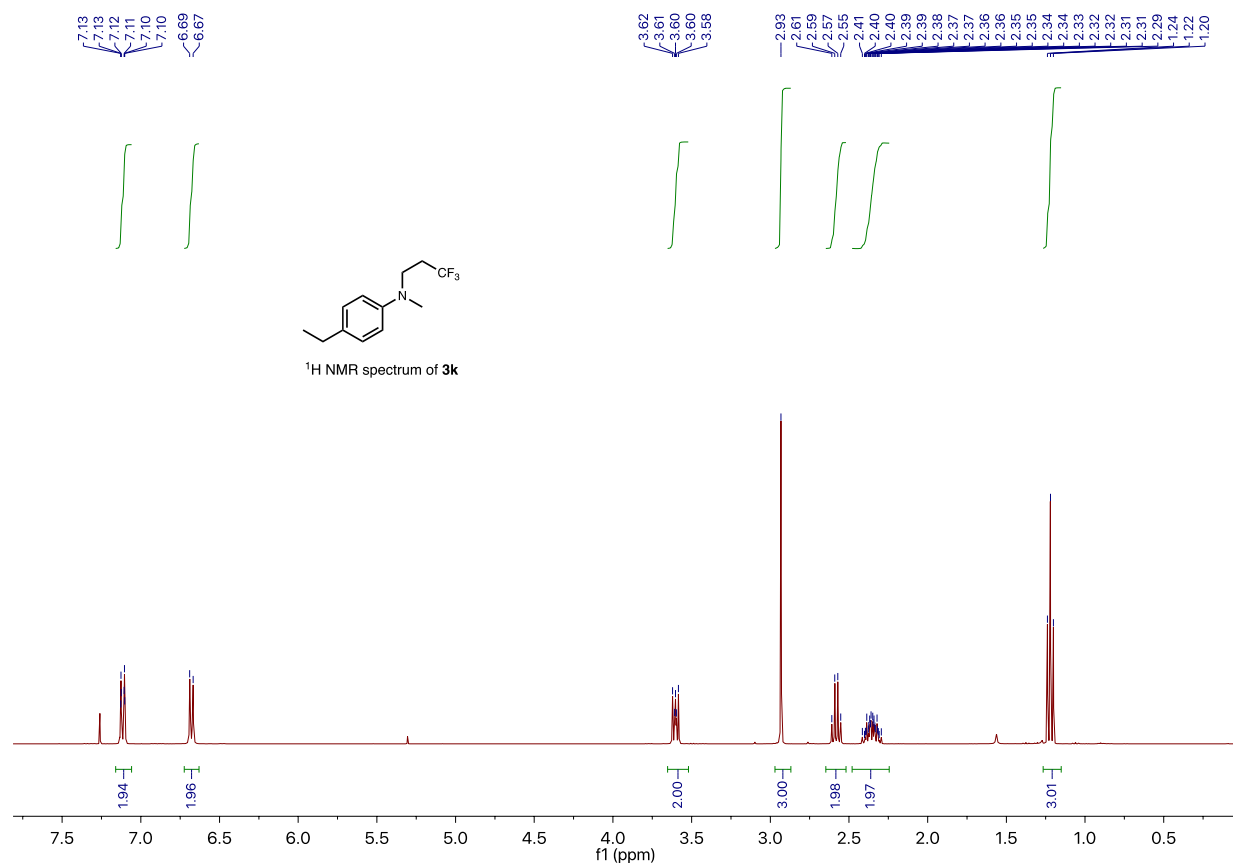 7.13 7.13 7.12 7.11 7.10 7.10 6.69 6.67 3.62 3.61 3.60 3.60 3.58 2.93 2.61 2.59 2.57 2.55 2.41 2.40 2.40 2.39 2.39 2.38 2.37 2.37 2.36 2.36 2.35 2.35 2.34 2.34 2.33 2.32 2.32 2.31 2.31 2.29 1.24 1.22 1.20
CF₃
N
¹H NMR spectrum of 3k
1.94 1.96 2.00 3.00 1.98 1.97 3.01
7.5 7.0 6.5 6.0 5.5 5.0 4.5 4.0 3.5 3.0 2.5 2.0 1.5 1.0 0.5
f1 (ppm)